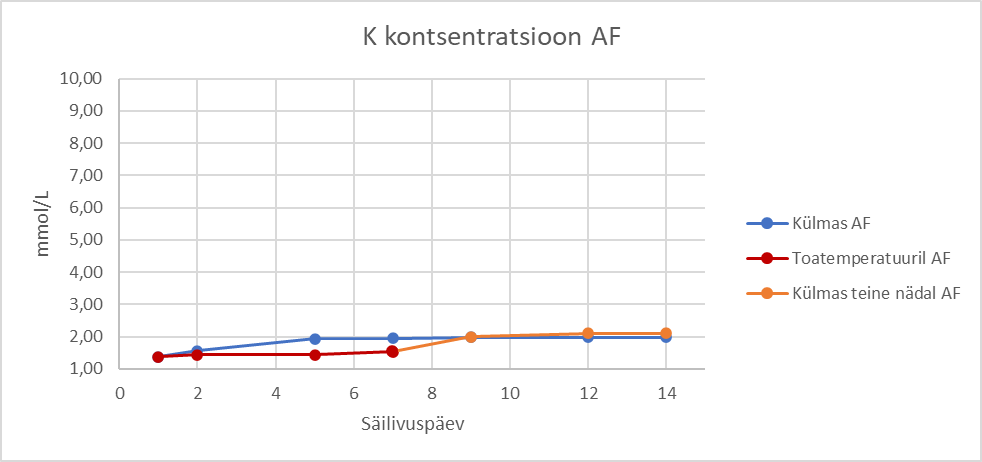 K kontsentratsioon AF
10,00
9,00
8,00
7,00
6,00
5,00
4,00
3,00
2,00
1,00
mmol/L
0 2 4 6 8 10 12 14
Säilivuspäev
Külmas AF
Toatemperatuuril AF
Külmas teine nädal AF